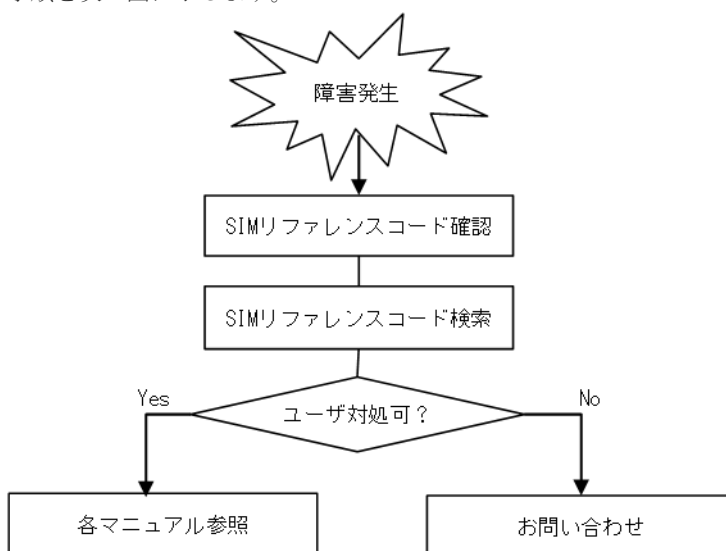 障害発生
SIMリファレンスコード確認
SIMリファレンスコード検索
Yes
No
ユーザ対処可？
各マニュアル参照
お問い合わせ